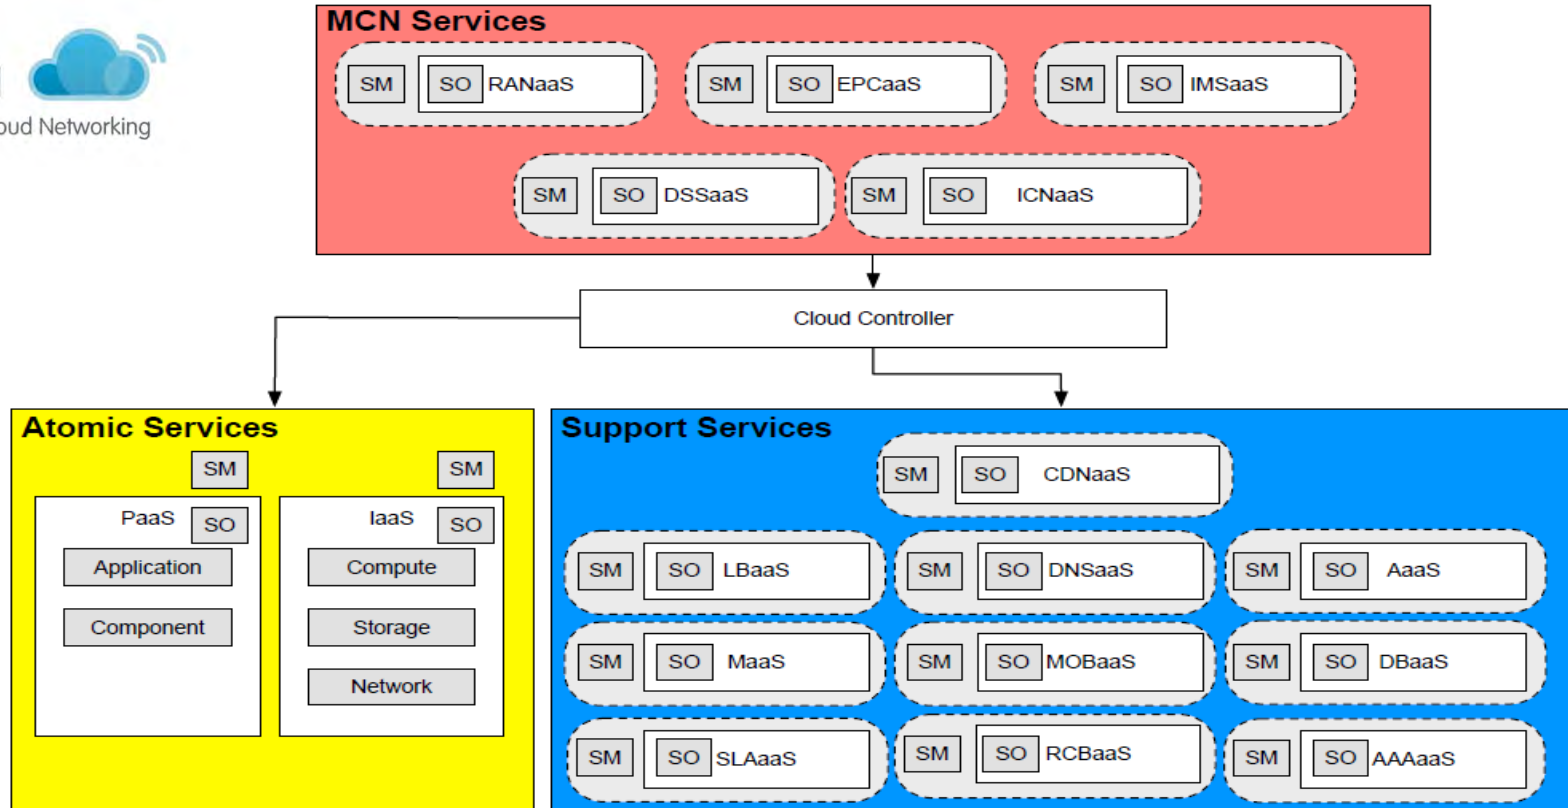 oud Networking
MCN Services
SM SO RANaaS
SM SO EPCaaS
SM SO IMSaaS
SM SO DSSaaS
SM SO ICNaaS
Cloud Controller
Atomic Services
SM
PaaS SO
Application
Component
SM
IaaS SO
Compute
Storage
Network
Support Services
SM SO CDNaaS
SM SO LBaaS
SM SO DNSaaS
SM SO AaaS
SM SO MaaS
SM SO MOBaaS
SM SO DBaaS
SM SO SLAaaS
SM SO RCBaaS
SM SO AAAaaS